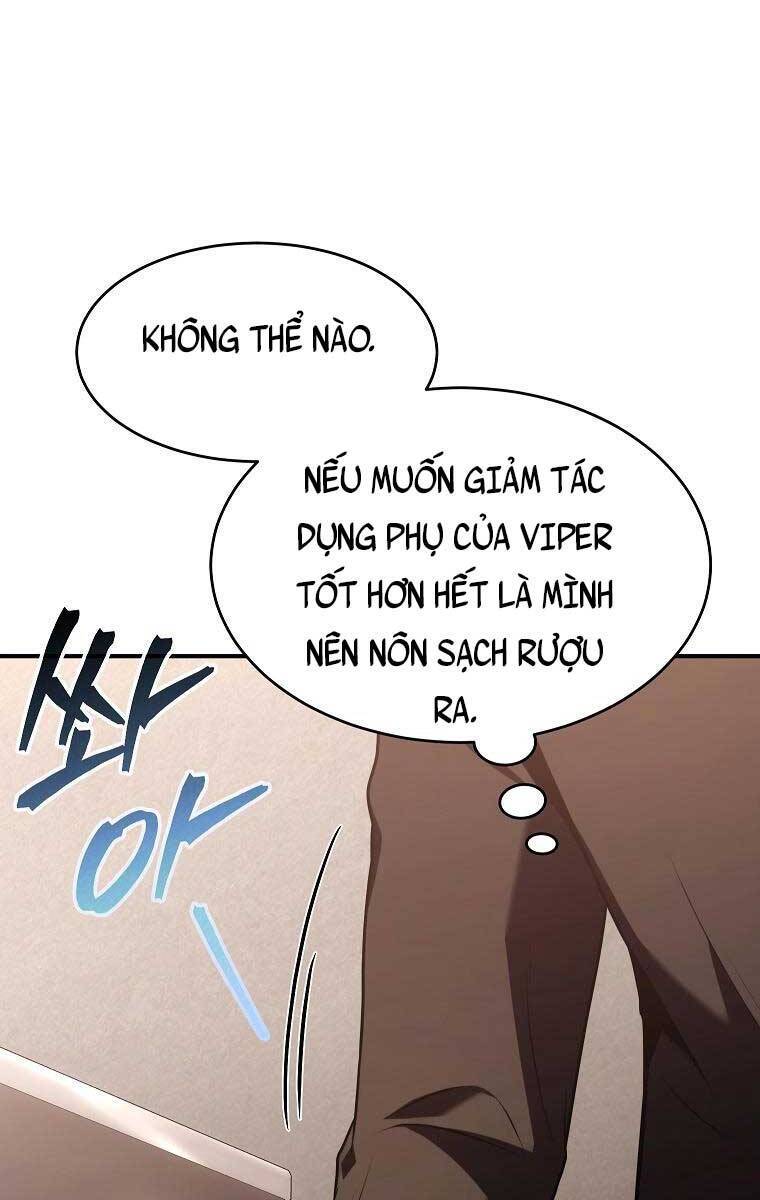 KHÔNG THỂ NÀO.
NẾU MUỐN GIẢM TÁC
DỤNG PHỤ CỦA VIPER
TỐT HƠN HẾT LÀ MÌNH
NÊN NÔN SẠCH RƯỢU
RA.
쏴
아